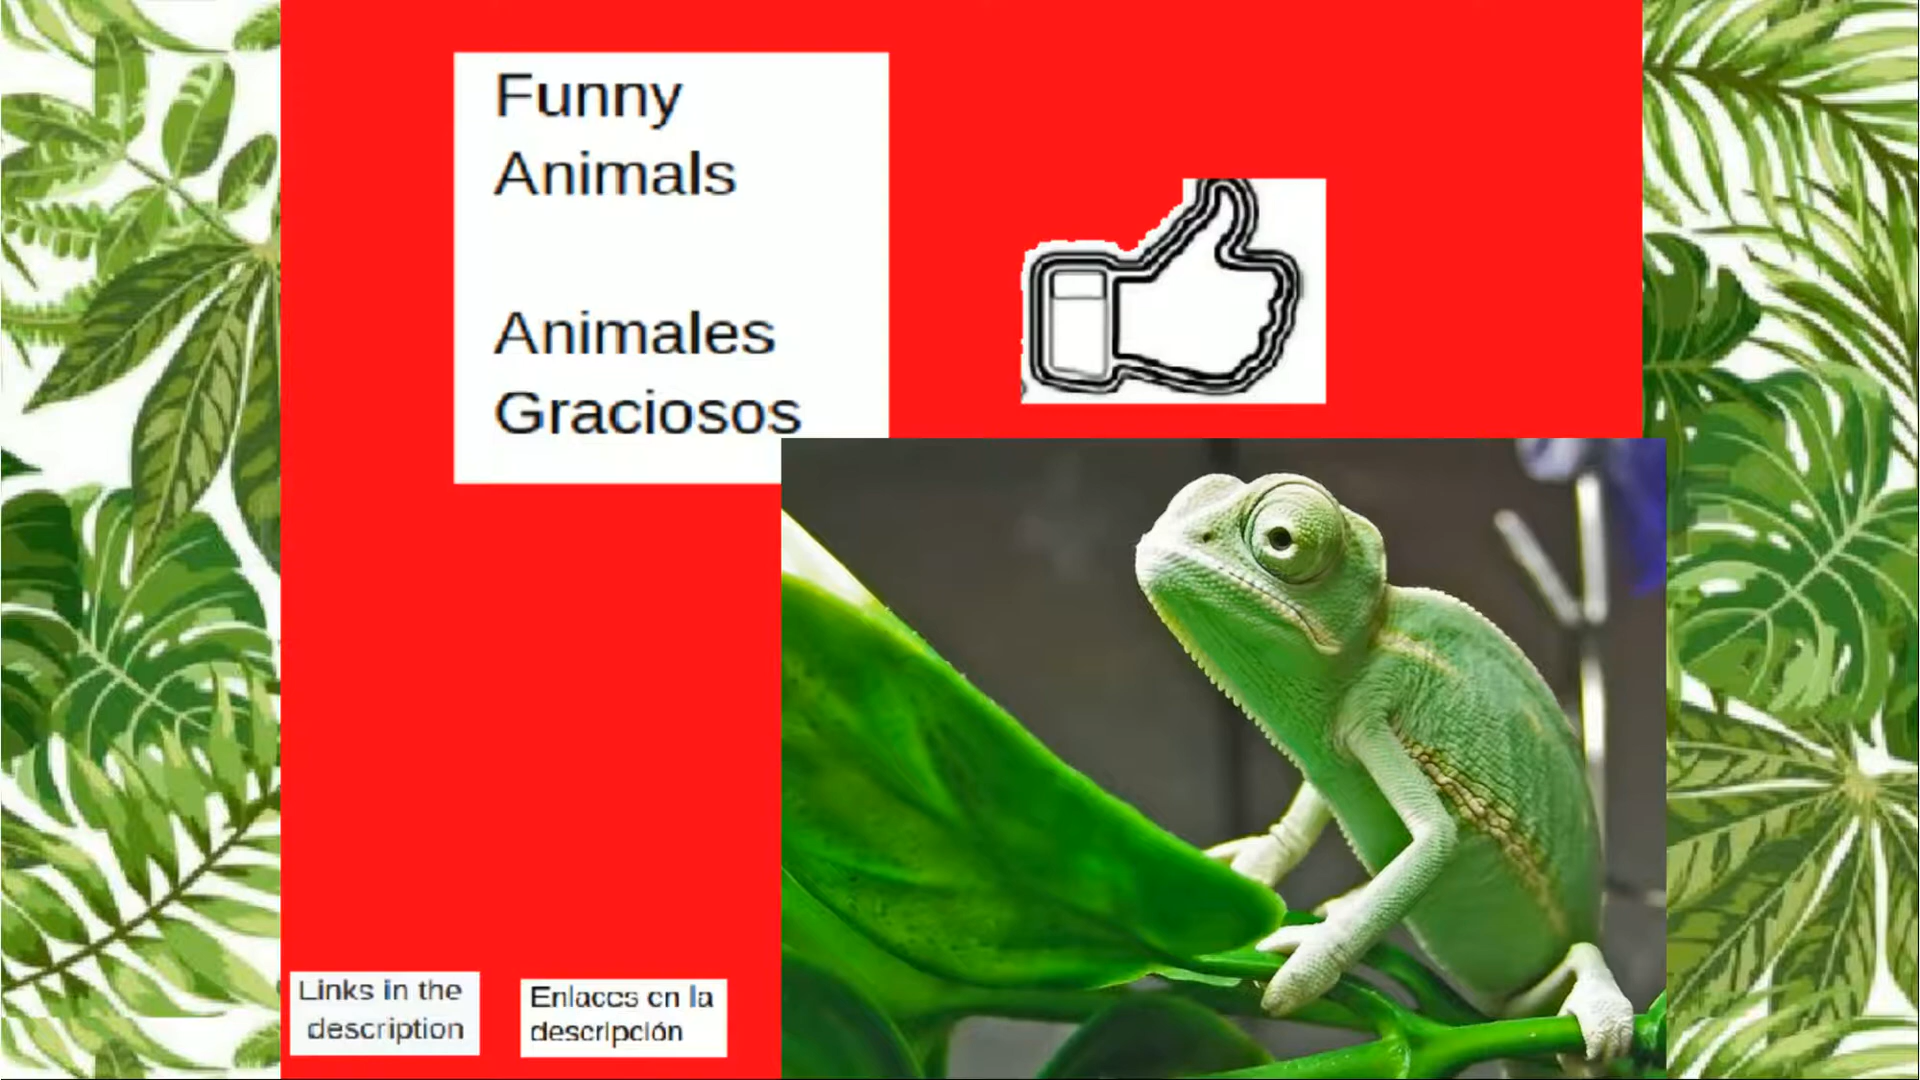 Funny
Animals
Animales
Graciosos
Links in the
description
Enlaces en la
descripción